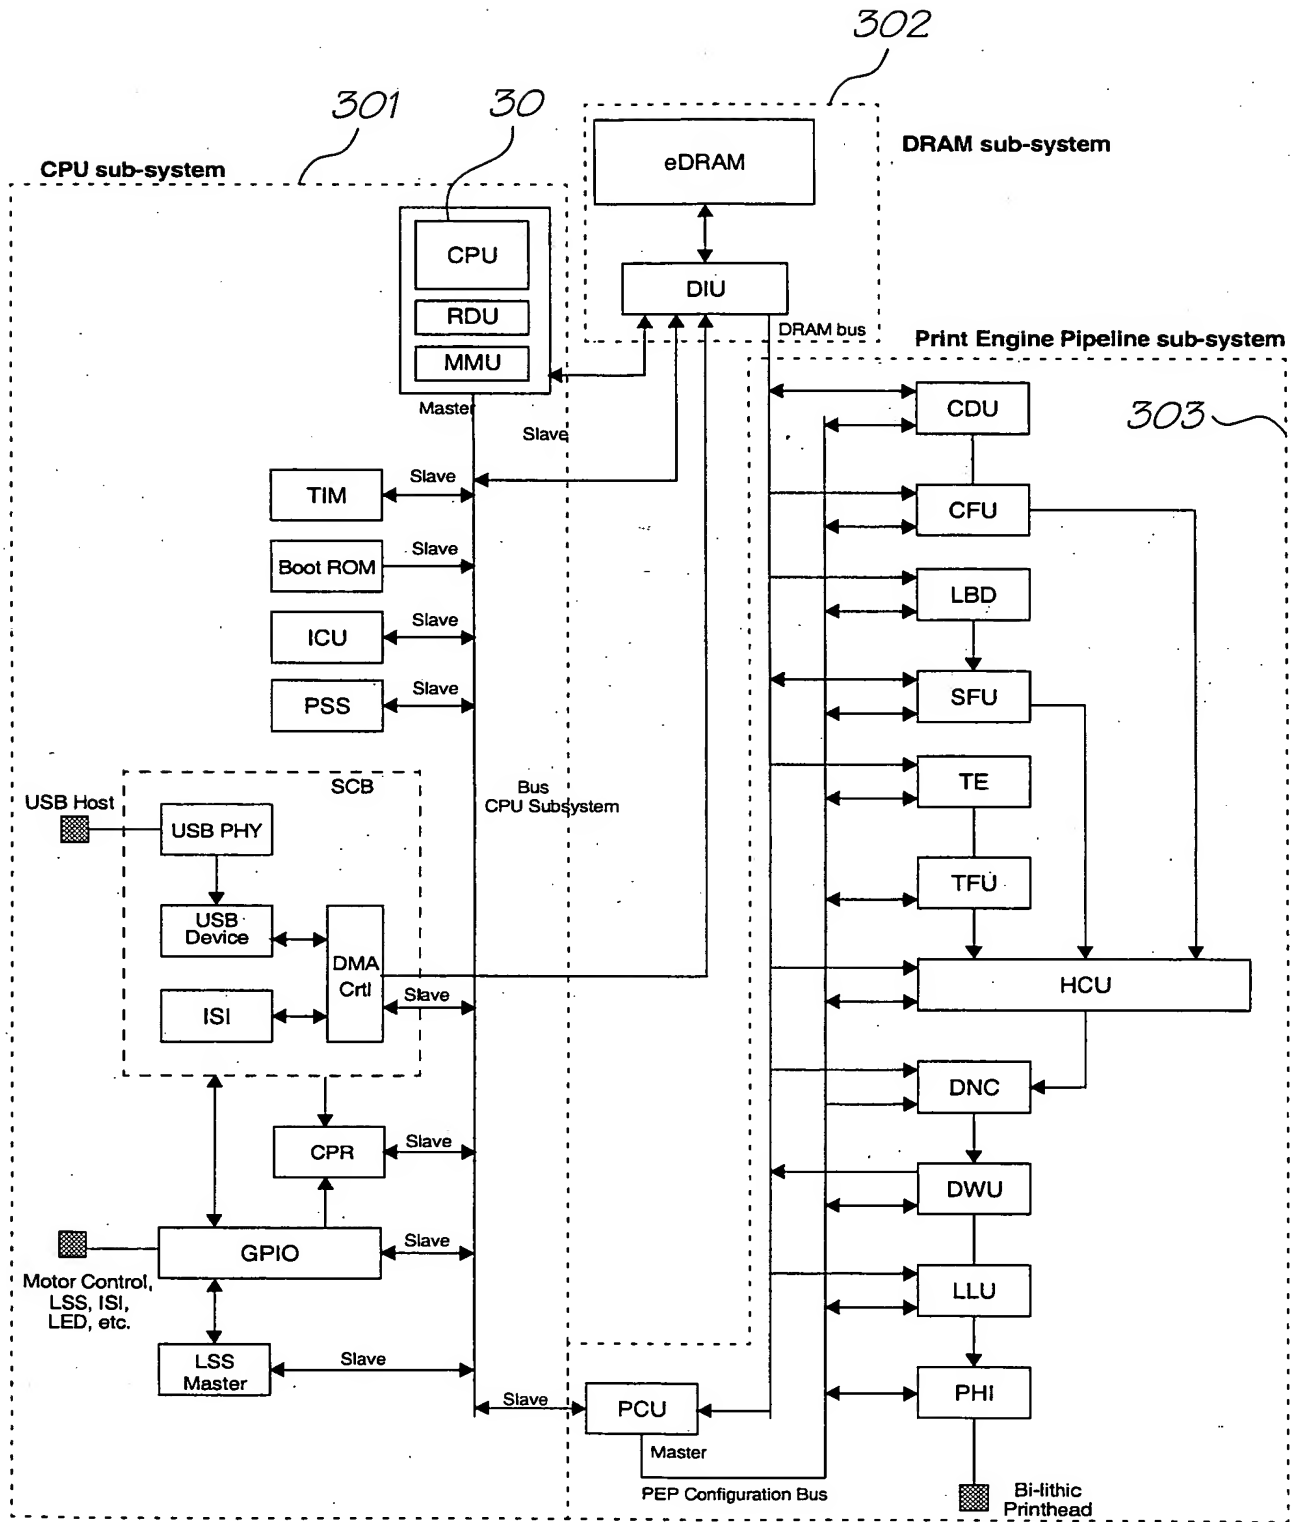 302
301
30
CPU sub-system
DRAM sub-system
eDRAM
CPU
RDU
MMU
DIU
DRAM bus
Print Engine Pipeline sub-system
303
Master
Slave
CDU
TIM
Slave
CFU
Boot ROM
Slave
LBD
ICU
Slave
PSS
Slave
SFU
SCB
Bus
CPU Subsystem
TE
USB Host
USB PHY
TFU
USB
Device
DMA
Crtl
Slave
ISI
HCU
DNC
CPR
Slave
DWU
GPIO
Slave
Motor Control,
LSS, ISI,
LED, etc.
LLU
LSS
Master
Slave
PHI
Slave
PCU
Master
PEP Configuration Bus
Bi-lithic
Printhead